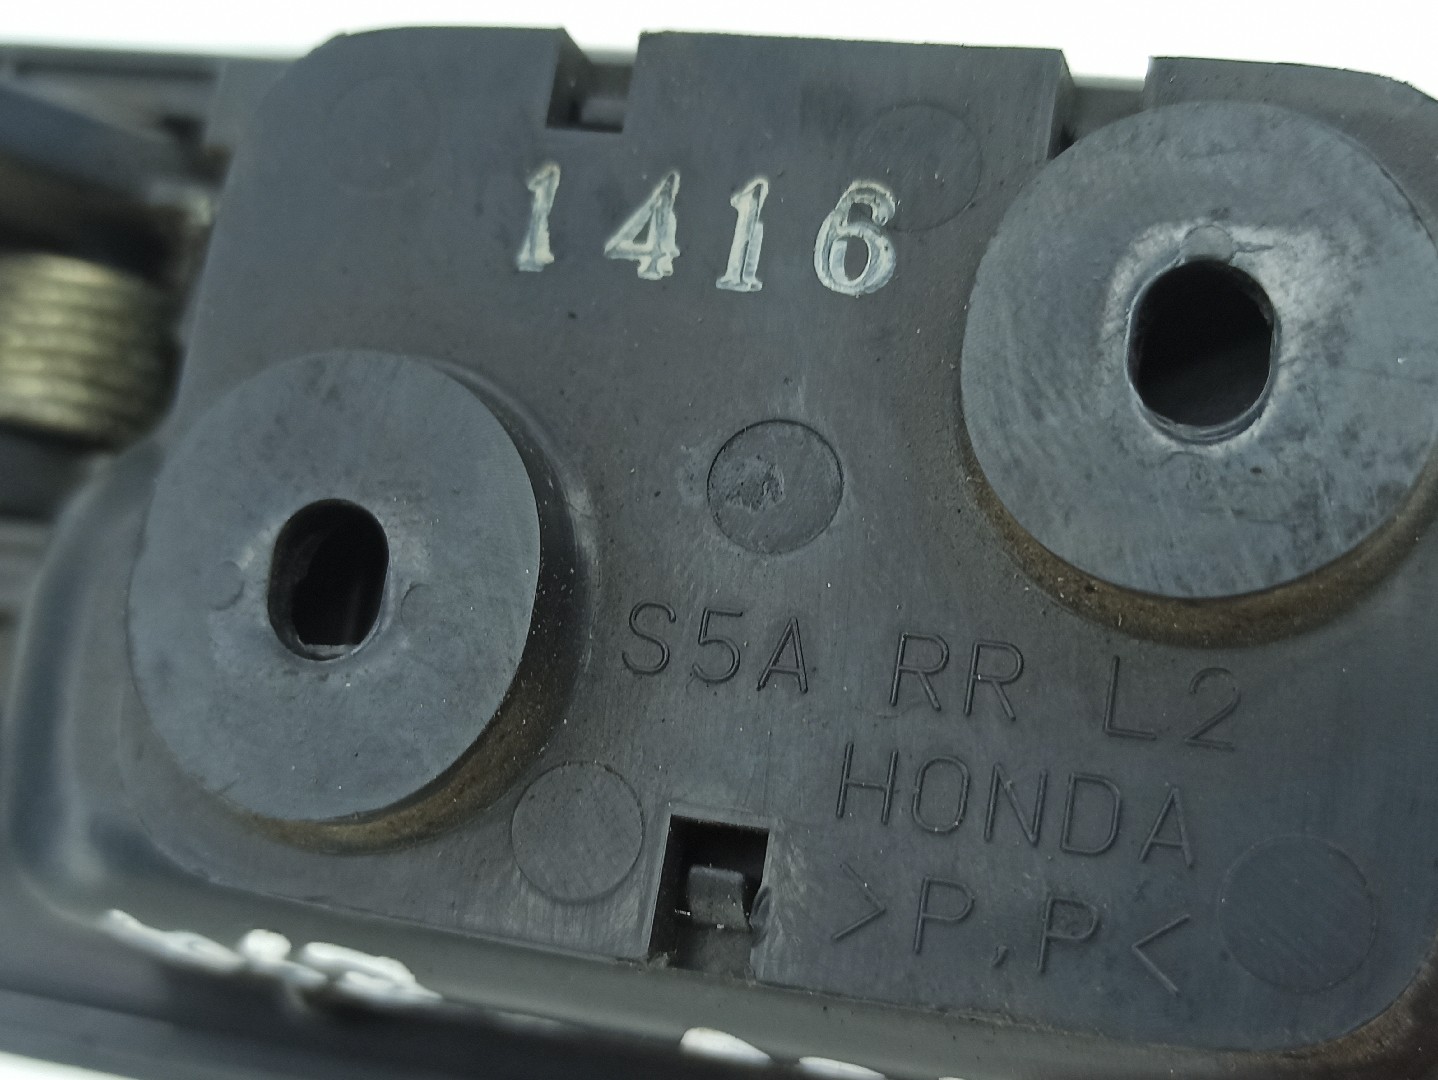 1416
S5A RR L2
HONDA
>P,P<